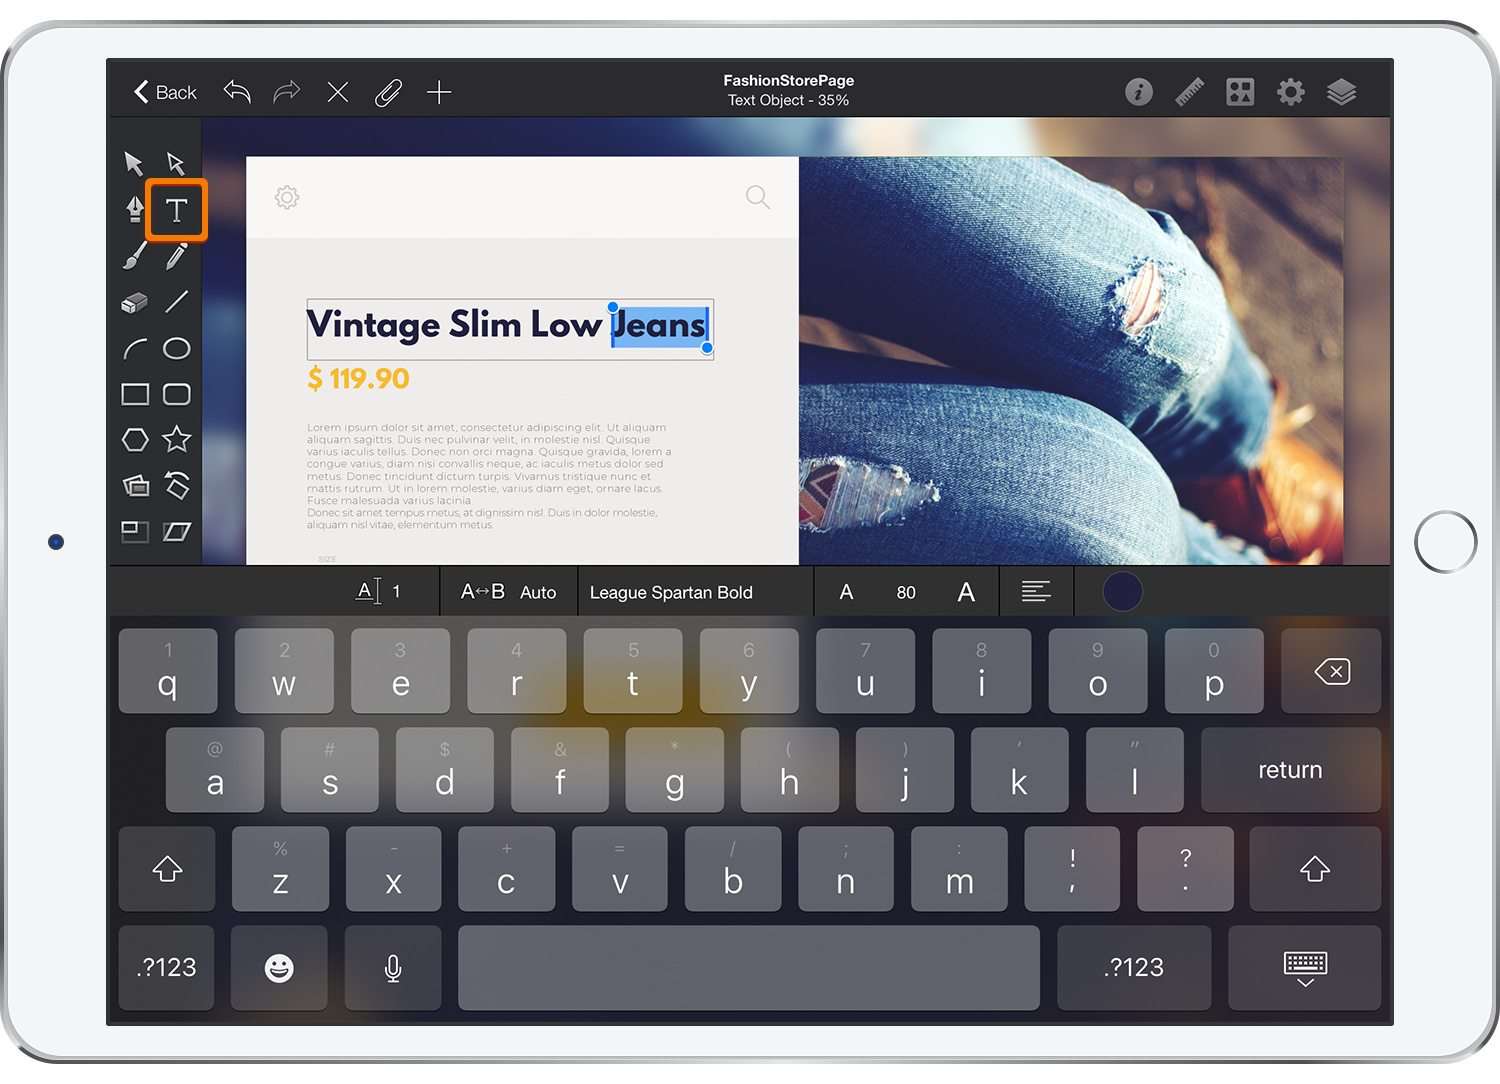 Back
FashionStorePage
Text Object - 35%
T
Vintage Slim Low Jeans
$ 119.90
Lorem ipsum dolor sit amet, consectetur adipiscing elit. Ut aliquam
aliquam sagittis. Duis nec pulvinar velit, in molestie nisl. Quisque
varius iaculis tellus. Donec non orci magna. Quisque gravida, lorem a
congue varius, diam nisi convallis neque, ac iaculis metus dolor sed
metus. Donec tincidunt dictum turpis. Vivamus tristique nunc et
mattis rutrum. Ut in lorem molestie, varius diam eget, ornare lacus.
Fusce malesuada varius lacinia.
Donec sit amet tempus metus, at dignissim nisl. Duis in dolor molestie,
aliquam nisl vitae, elementum metus.
SIZE
A 1 A↔B Auto League Spartan Bold A 80 A
1 2 3 4 5 6 7 8 9 0
q w e r t y u i o p
@ # $ & * ( ) ' "
a s d f g h j k l return
% - + = / ; : ! ?
z x c v b n m , .
.?123 .?123